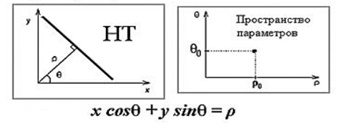 y
HT
ρ
θ
x
θ
Пространство
параметров
θ₀
ρ₀
ρ
x cosθ + y sinθ = ρ